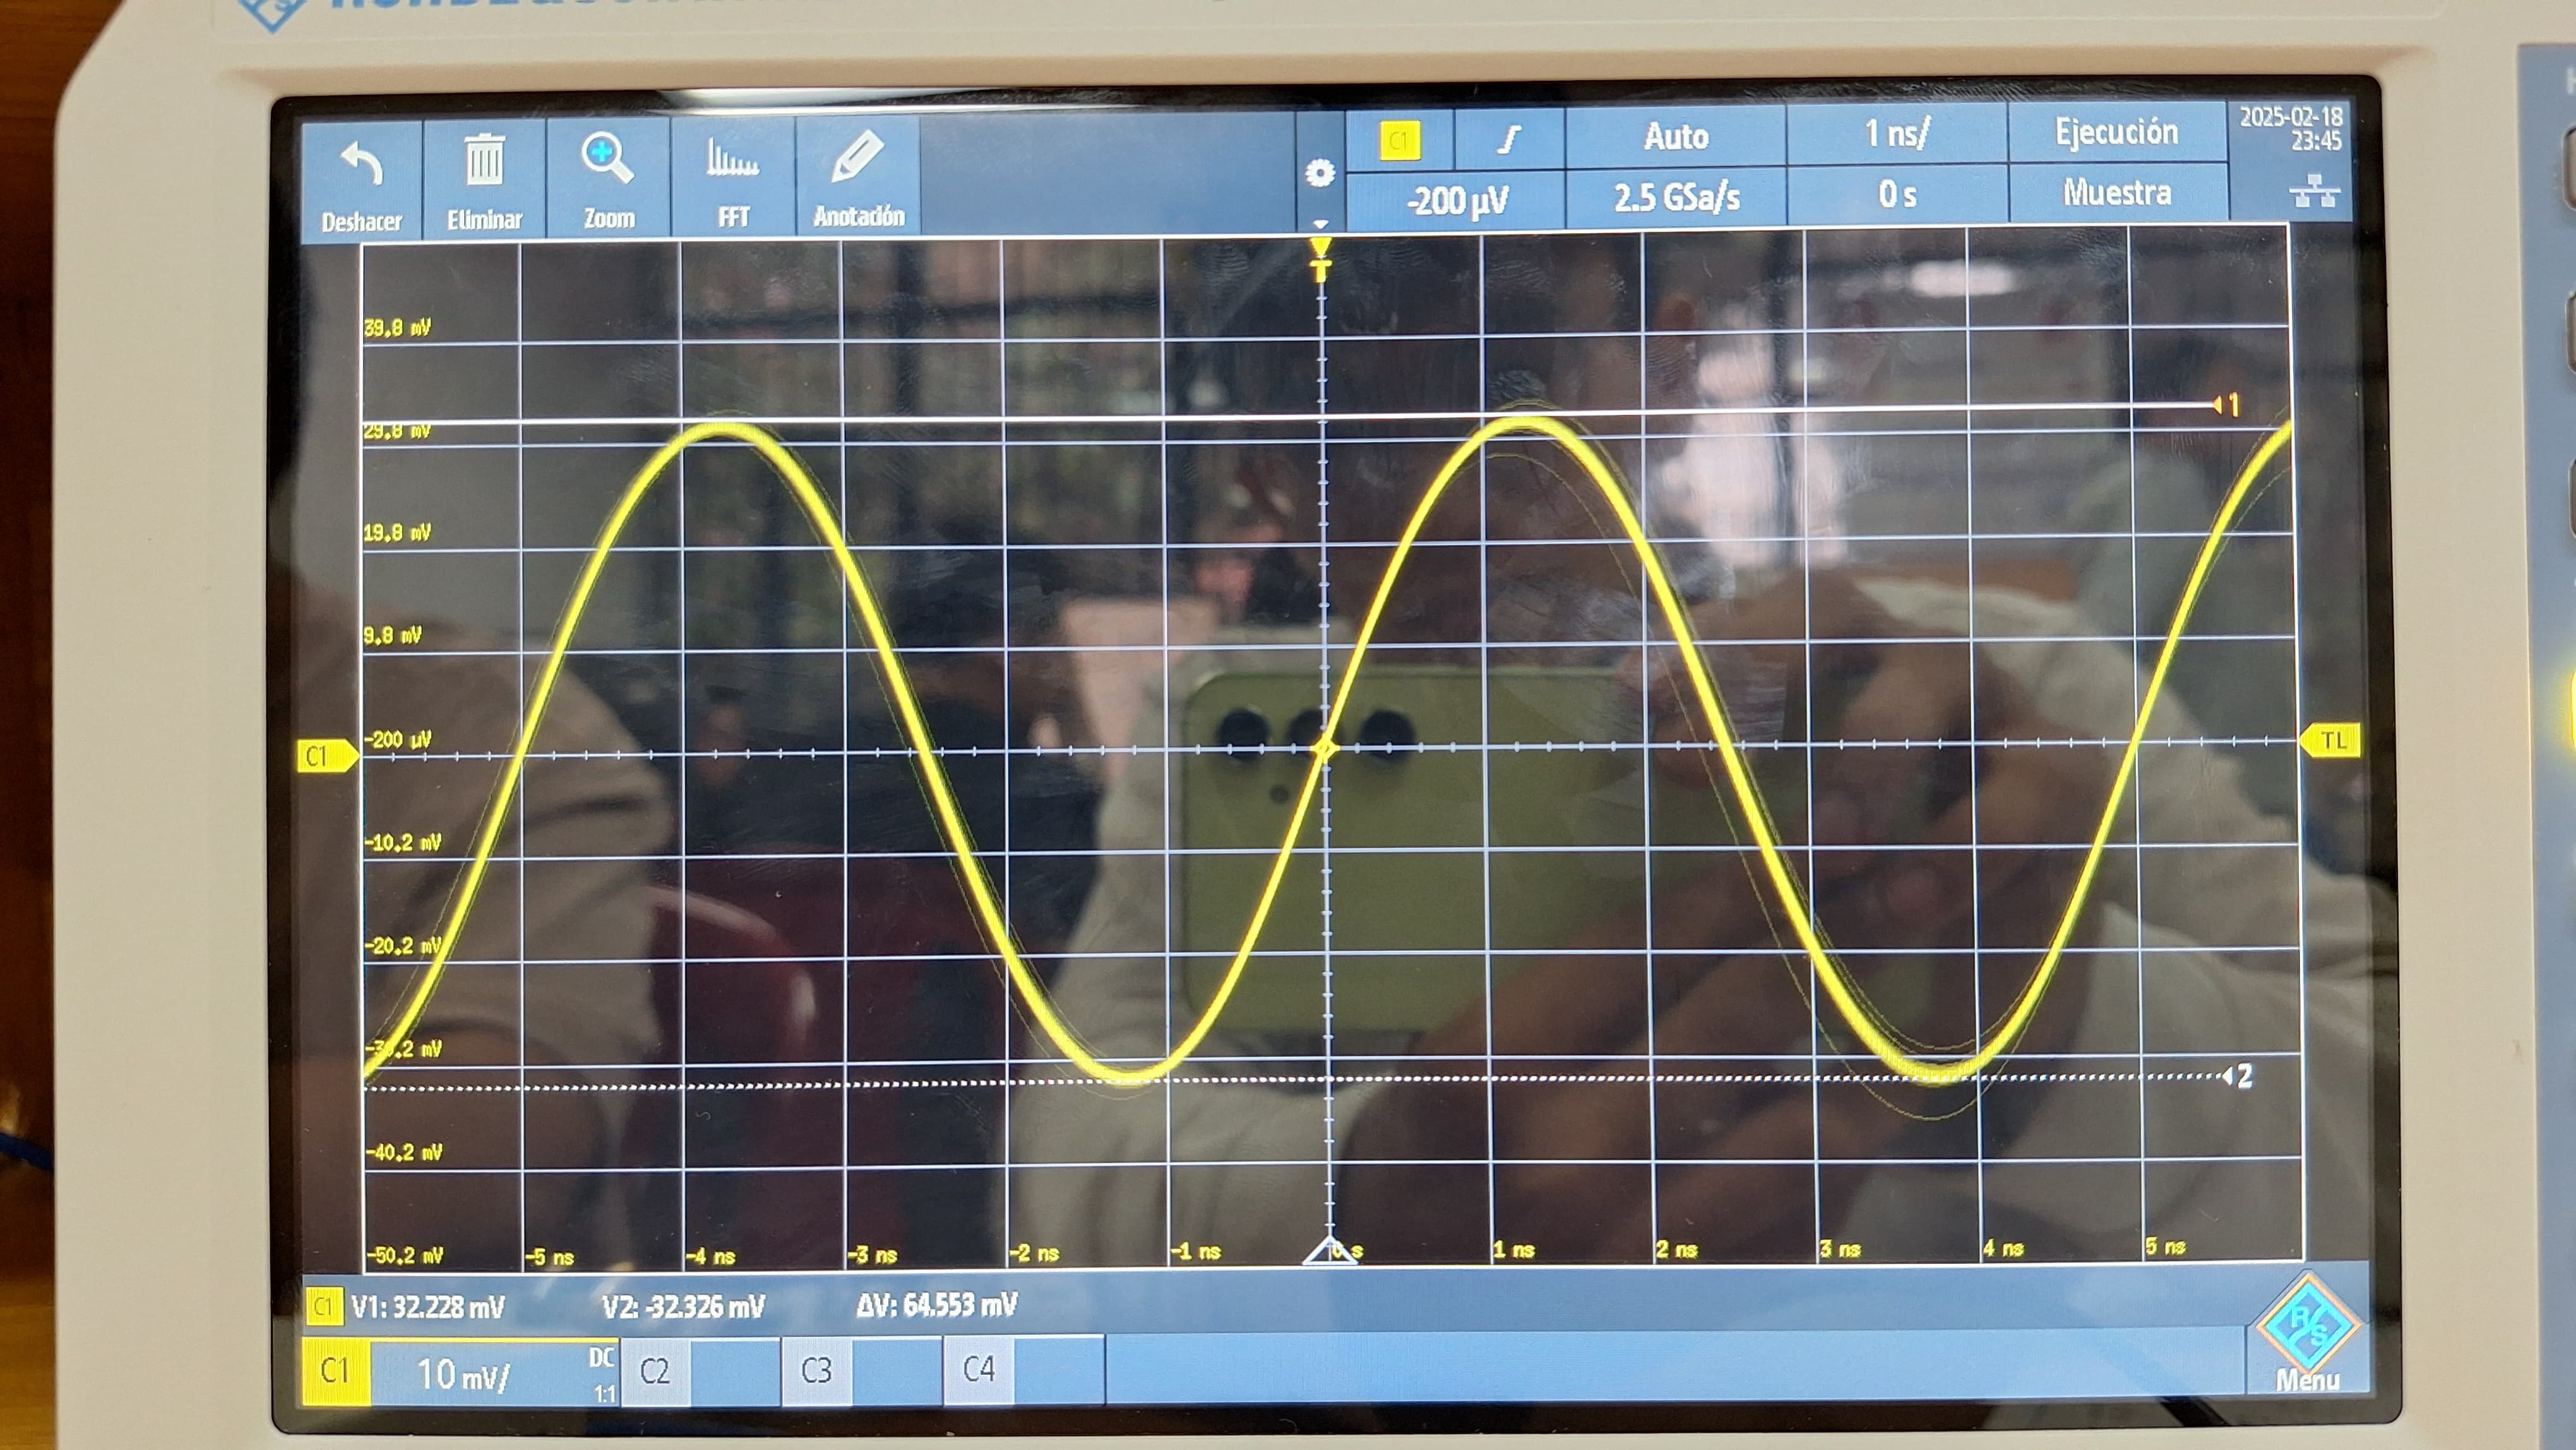 C1
Auto
1 ns/
Ejecución
2025-02-18
23:45
Deshacer
Eliminar
Zoom
FFT
Anotación
-200 µV
2.5 GSa/s
0 s
Muestra
T
39.8 mV
1
29.8 mV
19.8 mV
9.8 mV
-200 µV
C1
TL
-10.2 mV
-20.2 mV
-30.2 mV
2
-40.2 mV
-50.2 mV
-5 ns
-4 ns
-3 ns
-2 ns
-1 ns
0 s
1 ns
2 ns
3 ns
4 ns
5 ns
C1 V1: 32.228 mV V2: -32.326 mV ΔV: 64.553 mV
R/S
C1 10 mV/ DC 1:1 C2 C3 C4
Menú